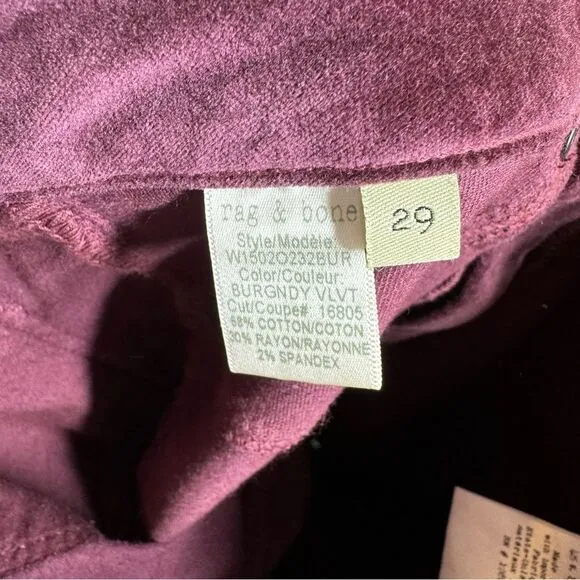 rag & bone
29
Style/Modèle:
W1502O232BUR
Color/Couleur:
BURGNDY VLVT
Cut/Coupe# 16805
68% COTTON/COTON
30% RAYON/RAYONNE
2% SPANDEX
Made